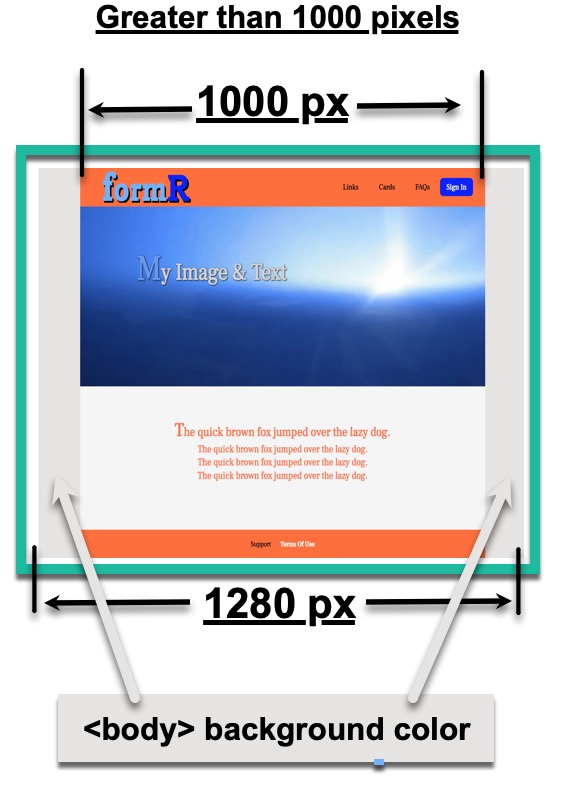 Greater than 1000 pixels
1000 px
formR
Links Cards FAQs Sign In
My Image & Text
The quick brown fox jumped over the lazy dog.
The quick brown fox jumped over the lazy dog.
The quick brown fox jumped over the lazy dog.
The quick brown fox jumped over the lazy dog.
Support Terms Of Use
1280 px
<body> background color